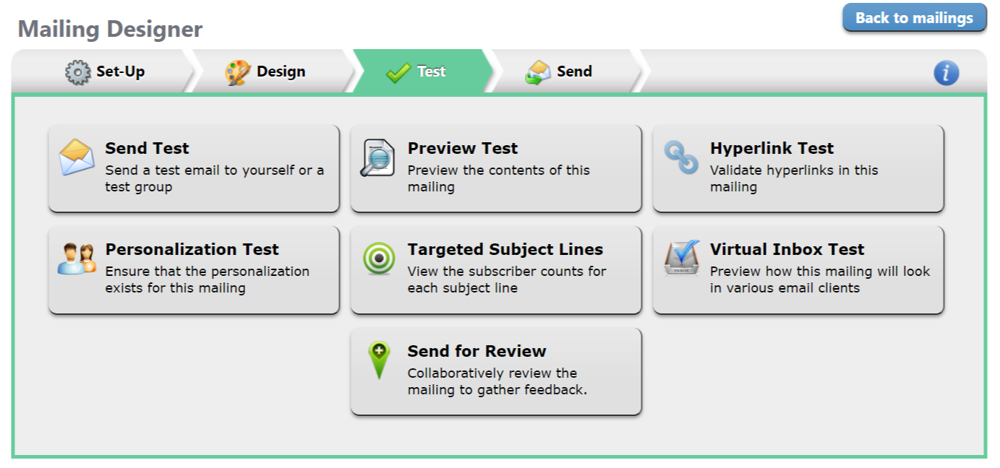 Mailing Designer
Back to mailings
Set-Up
Design
Test
Send
i
Send Test
Send a test email to yourself or a
test group
Preview Test
Preview the contents of this
mailing
Hyperlink Test
Validate hyperlinks in this
mailing
Personalization Test
Ensure that the personalization
exists for this mailing
Targeted Subject Lines
View the subscriber counts for
each subject line
INBOX
Virtual Inbox Test
Preview how this mailing will look
in various email clients
Send for Review
Collaboratively review the
mailing to gather feedback.